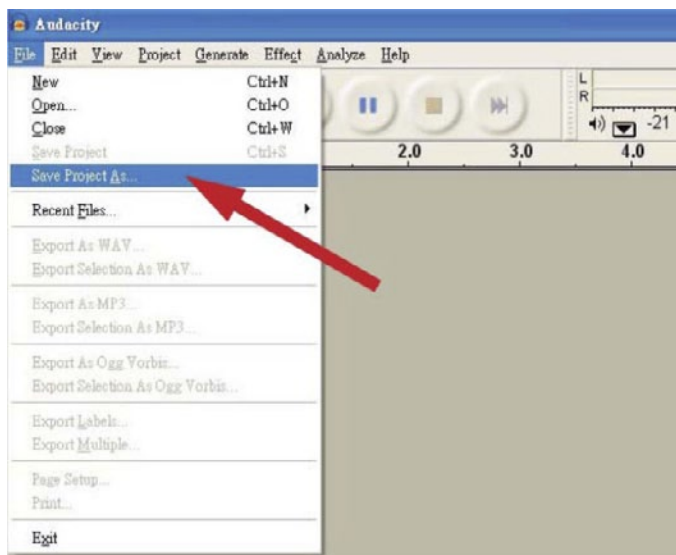 Audacity
File Edit View Project Generate Effect Analyze Help
New Ctrl+N
Open... Ctrl+O
Close Ctrl+W
Save Project Ctrl+S
Save Project As...
Recent Files...
Export As WAV...
Export Selection As WAV...
Export As MP3...
Export Selection As MP3...
Export As Ogg Vorbis...
Export Selection As Ogg Vorbis...
Export Labels...
Export Multiple...
Page Setup...
Print...
Exit
L
R
-21
2.0 3.0 4.0